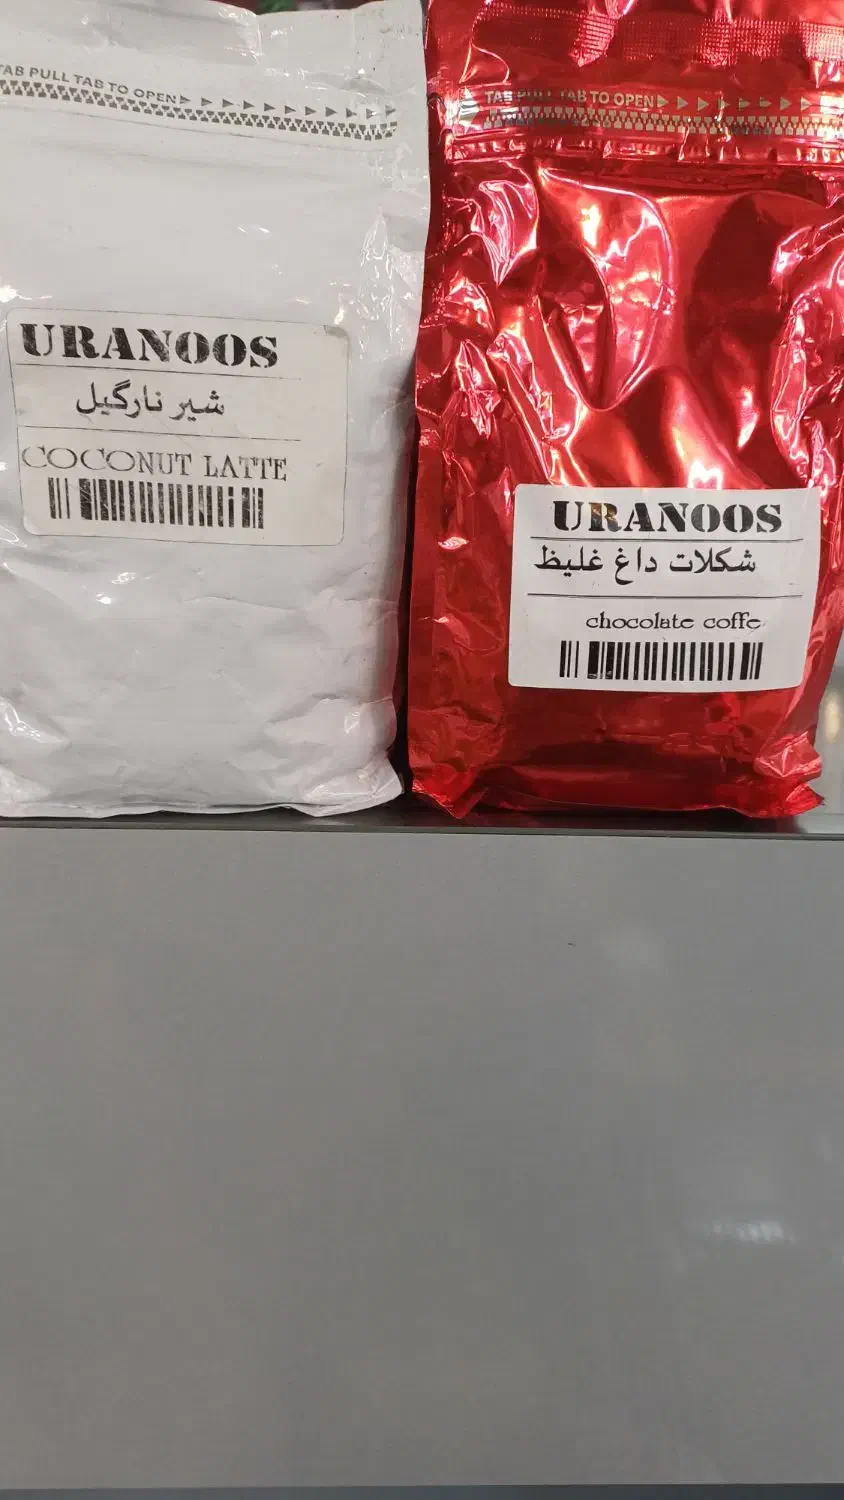 TAB PULL TAB TO OPEN
URANOOS
شیر نارگیل
COCONUT LATTE
TAB PULL TAB TO OPEN
URANOOS
شکلات داغ غلیظ
chocolate coffe